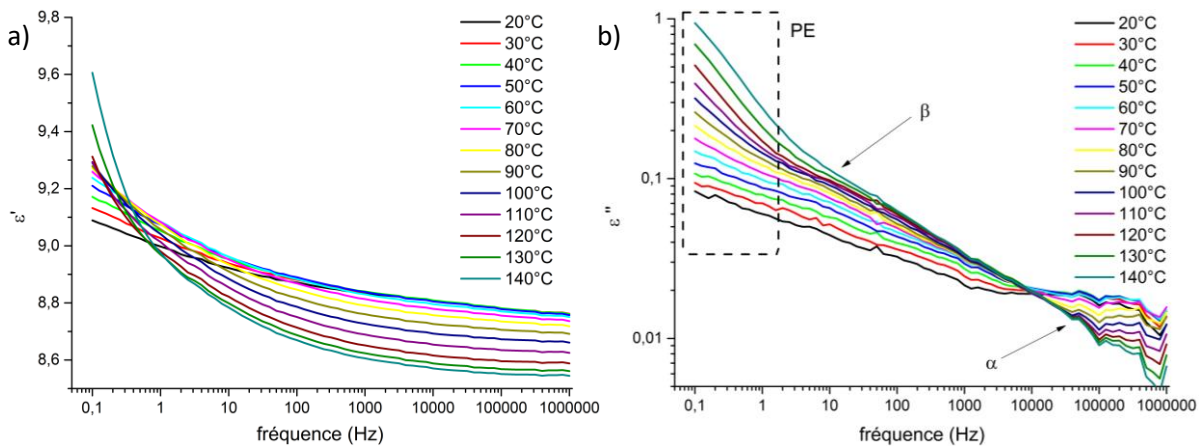 a)
9,8
9,6
9,4
9,2
9,0
8,8
8,6
ε'
0,1 1 10 100 1000 10000 100000 1000000
fréquence (Hz)
20°C
30°C
40°C
50°C
60°C
70°C
80°C
90°C
100°C
110°C
120°C
130°C
140°C
b)
1
0,1
0,01
ε''
PE
β
α
0,1 1 10 100 1000 10000 100000 1000000
fréquence (Hz)
20°C
30°C
40°C
50°C
60°C
70°C
80°C
90°C
100°C
110°C
120°C
130°C
140°C